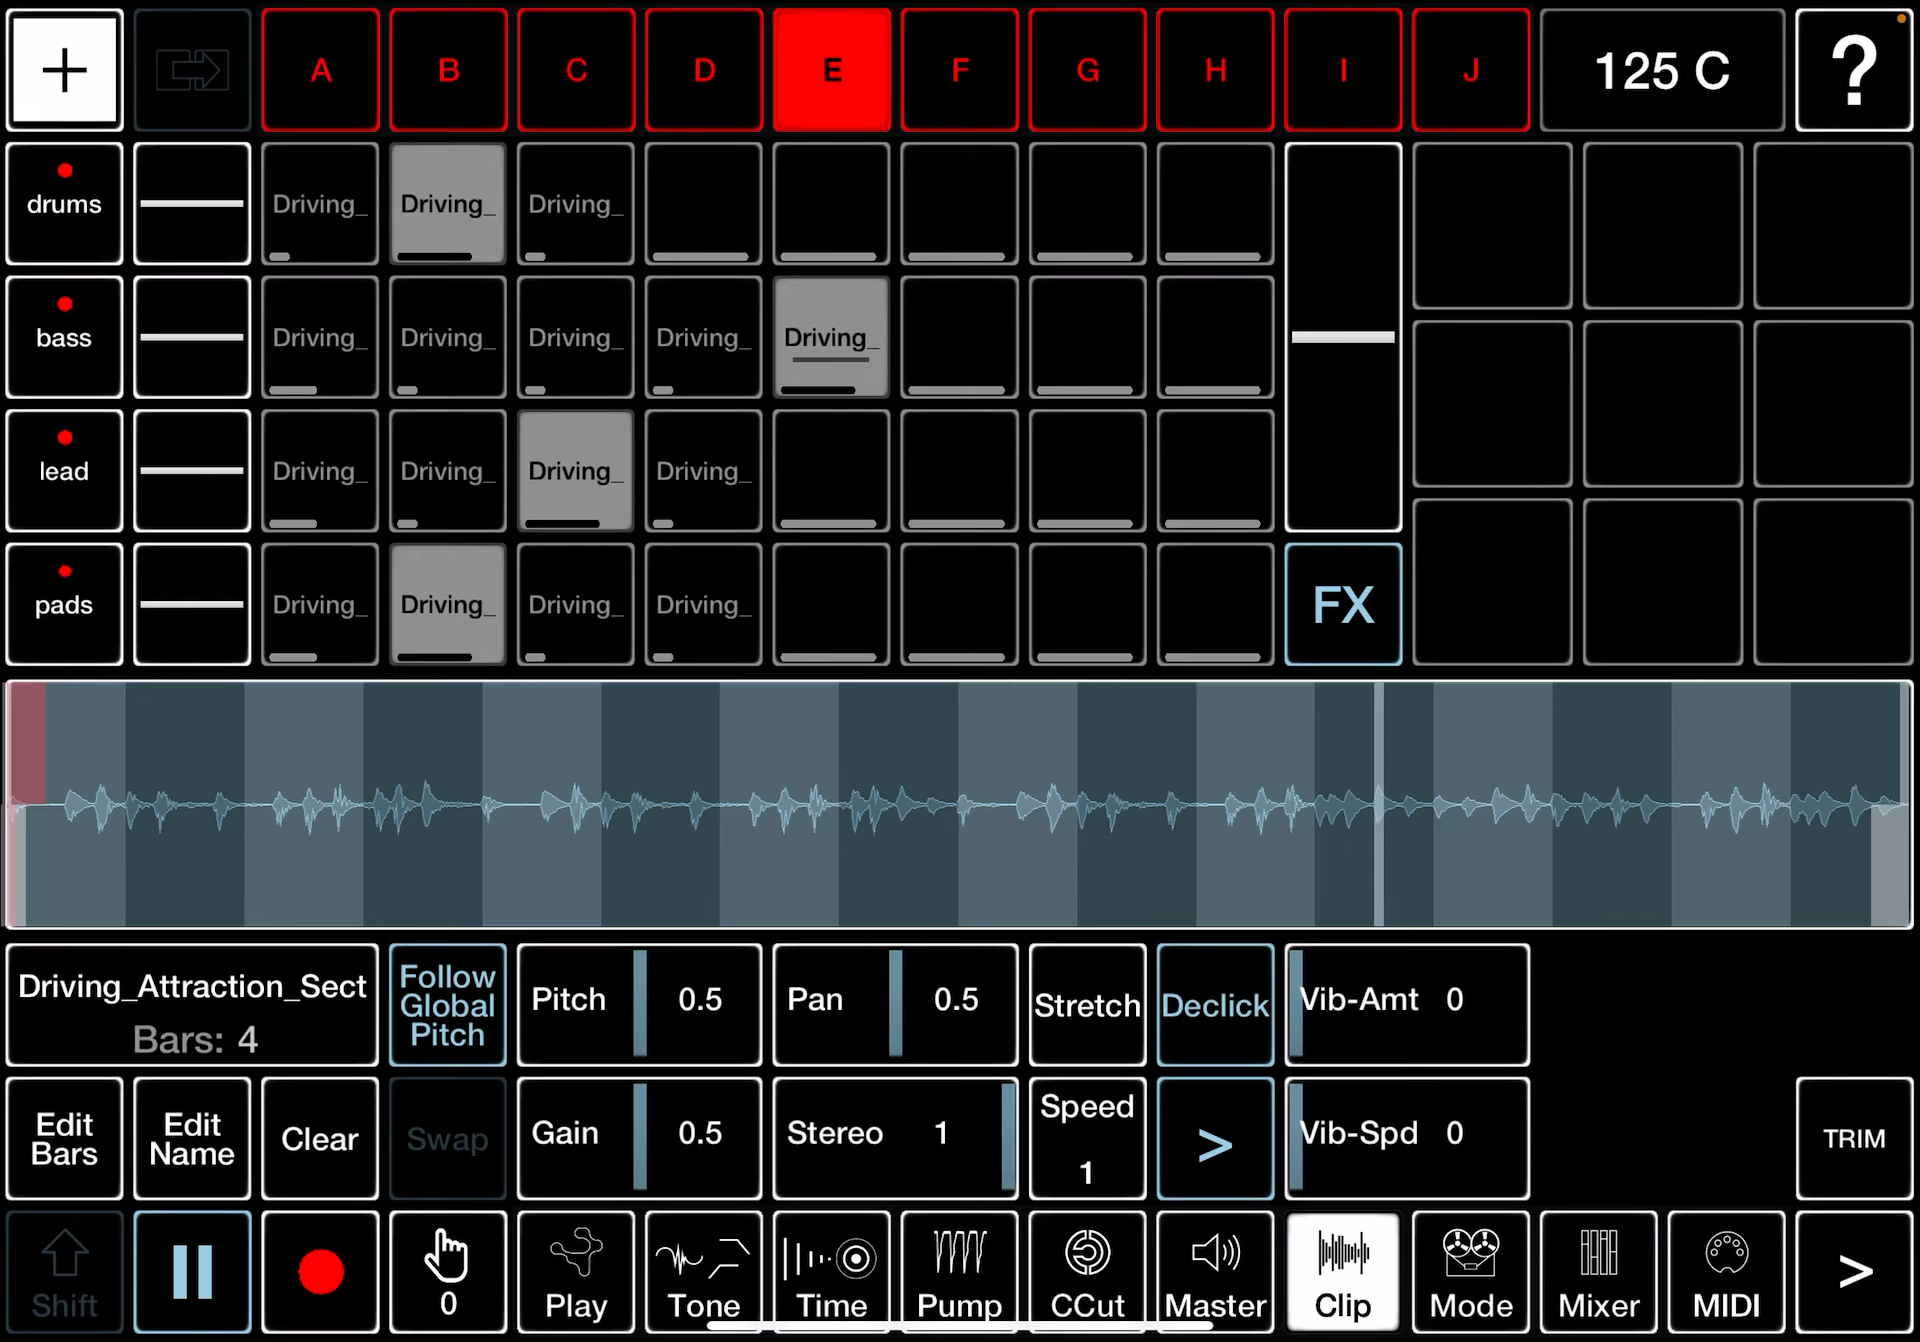 + A B C D E F G H I J 125 C ?
drums Driving_ Driving_ Driving_
bass Driving_ Driving_ Driving_ Driving_ Driving_
lead Driving_ Driving_ Driving_ Driving_
pads Driving_ Driving_ Driving_ Driving_ FX
Driving_Attraction_Sect
Bars: 4
Follow
Global
Pitch
Pitch 0.5
Pan 0.5
Stretch
Declick
Vib-Amt 0
Edit
Bars
Edit
Name
Clear
Swap
Gain 0.5
Stereo 1
Speed
1
>
Vib-Spd 0
TRIM
Shift
0
Play
Tone
Time
Pump
CCut
Master
Clip
Mode
Mixer
MIDI
>